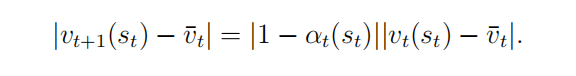 |v_{t+1}(s_t) − v̄_t| = |1 − α_t(s_t)||v_t(s_t) − v̄_t|.